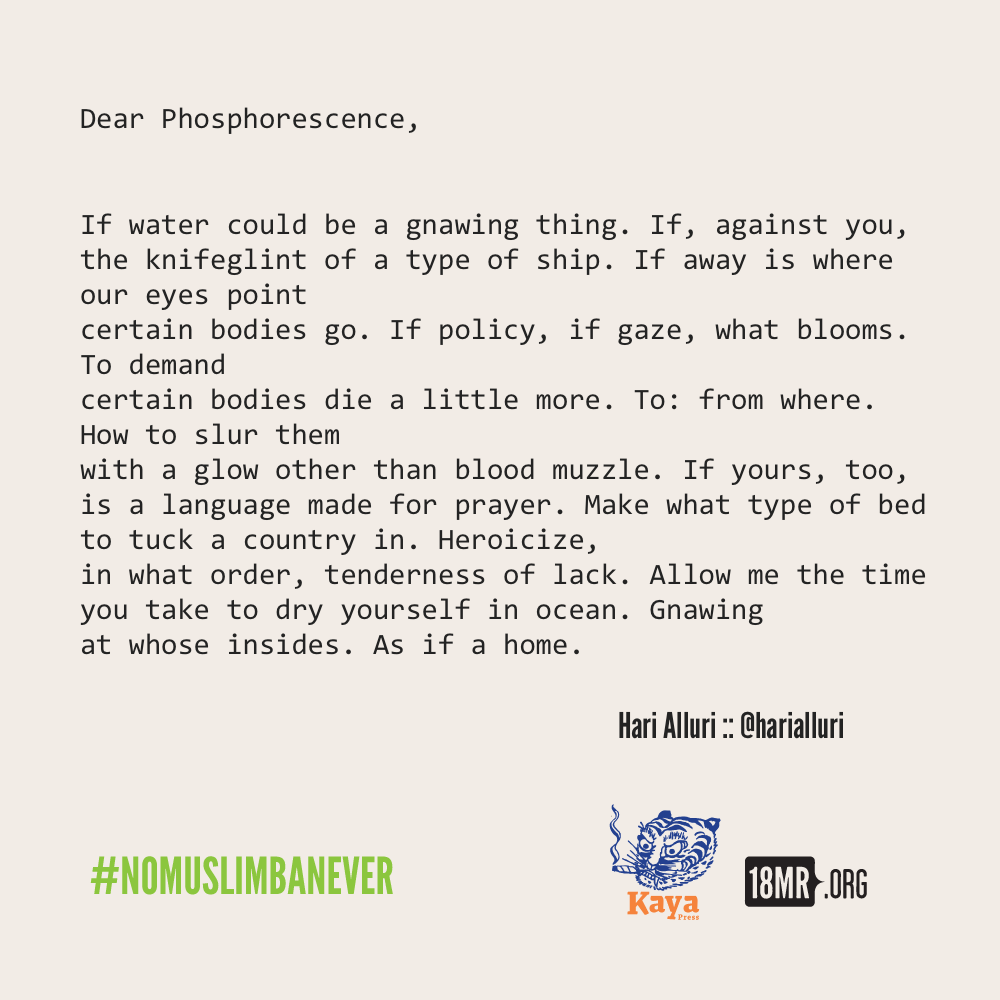 Dear Phosphorescence,
If water could be a gnawing thing. If, against you,
the knifeglint of a type of ship. If away is where
our eyes point
certain bodies go. If policy, if gaze, what blooms.
To demand
certain bodies die a little more. To: from where.
How to slur them
with a glow other than blood muzzle. If yours, too,
is a language made for prayer. Make what type of bed
to tuck a country in. Heroicize,
in what order, tenderness of lack. Allow me the time
you take to dry yourself in ocean. Gnawing
at whose insides. As if a home.
Hari Alluri :: @harialluri
#NOMUSLIMBANEVER
Kaya
Press
18MR.ORG